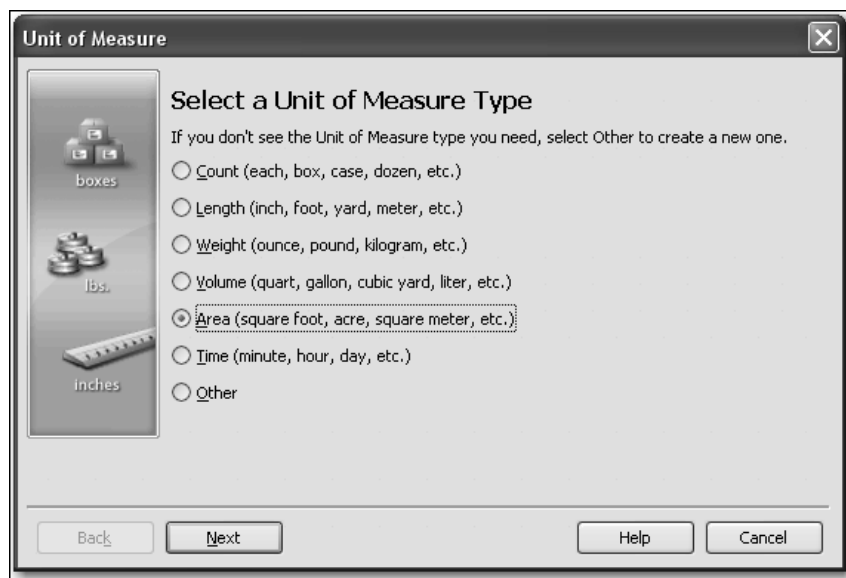 Unit of Measure
Select a Unit of Measure Type
If you don't see the Unit of Measure type you need, select Other to create a new one.
boxes
Count (each, box, case, dozen, etc.)
Length (inch, foot, yard, meter, etc.)
Weight (ounce, pound, kilogram, etc.)
lbs.
Volume (quart, gallon, cubic yard, liter, etc.)
Area (square foot, acre, square meter, etc.)
Time (minute, hour, day, etc.)
inches
Other
Back
Next
Help
Cancel